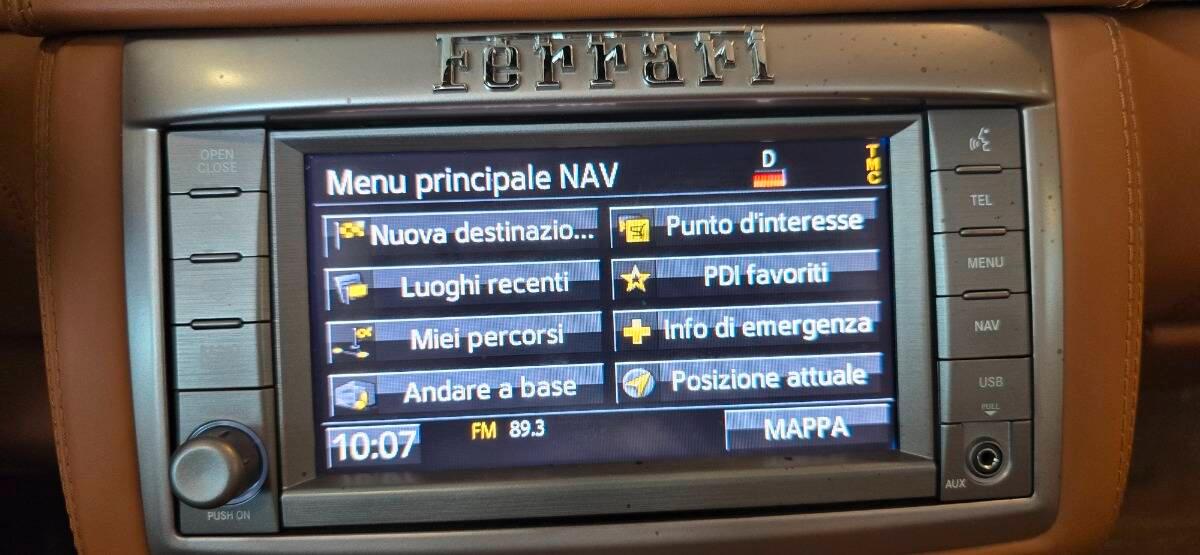 Ferrari
OPEN
CLOSE
PUSH ON
Menu principale NAV
D
TMC
Nuova destinazio...
Punto d'interesse
Luoghi recenti
PDI favoriti
Miei percorsi
Info di emergenza
Andare a base
Posizione attuale
10:07
FM 89.3
MAPPA
TEL
MENU
NAV
USB
PULL
AUX